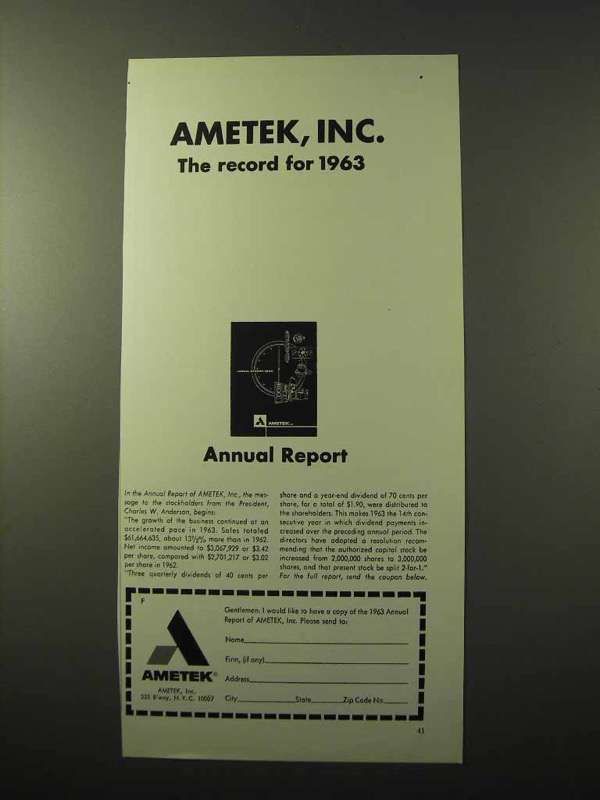 AMETEK, INC.
The record for 1963
AMETEK, INC.
Annual Report
In the Annual Report of AMETEK, Inc., the mes-
sage to the stockholders from the President,
Charles W. Anderson, begins:
"The growth of the business continued at an
accelerated pace in 1963. Sales totaled
$61,664,635, about 13½% more than in 1962.
Net income amounted to $3,067,929 or $3.42
per share, compared with $2,701,217 or $3.02
per share in 1962.
"Three quarterly dividends of 40 cents per
share and a year-end dividend of 70 cents per
share, for a total of $1.90, were distributed to
the shareholders. This makes 1963 the 14th con-
secutive year in which dividend payments in-
creased over the preceding annual period. The
directors have adopted a resolution recom-
mending that the authorized capital stock be
increased from 2,000,000 shares to 3,000,000
shares, and that present stock be split 2-for-1."
For the full report, send the coupon below.
F
Gentlemen: I would like to have a copy of the 1963 Annual
Report of AMETEK, Inc. Please send to:
Name
Firm, (if any)
Address
City State Zip Code No.
AMETEK®
AMETEK, Inc.
233 B'way, N.Y.C. 10007
41